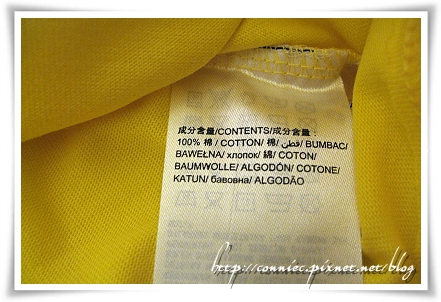 成分含量/CONTENTS/成分含量 :
100% 棉 / COTTON/ 棉/ قطن/ BUMBAC/
BAWEŁNA/ хлопок/ 綿/ COTON/
BAUMWOLLE/ ALGODÓN/ COTONE/
KATUN/ бавовна/ ALGODÃO
http://conniec.pixnet.net/blog